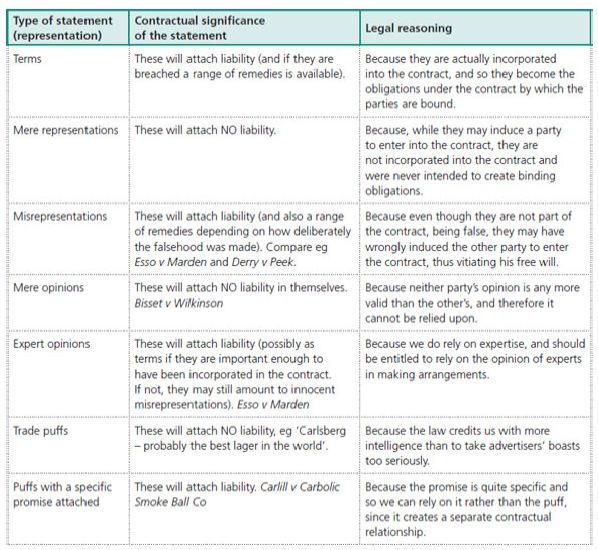 Type of statement
(representation)
Contractual significance
of the statement
Legal reasoning
Terms
These will attach liability (and if they are
breached a range of remedies is available).
Because they are actually incorporated
into the contract, and so they become the
obligations under the contract by which the
parties are bound.
Mere representations
These will attach NO liability.
Because, while they may induce a party
to enter into the contract, they are
not incorporated into the contract and
were never intended to create binding
obligations.
Misrepresentations
These will attach liability (and also a range
of remedies depending on how deliberately
the falsehood was made). Compare eg
Esso v Marden and Derry v Peek.
Because even though they are not part of
the contract, being false, they may have
wrongly induced the other party to enter
the contract, thus vitiating his free will.
Mere opinions
These will attach NO liability in themselves.
Bisset v Wilkinson
Because neither party's opinion is any more
valid than the other's, and therefore it
cannot be relied upon.
Expert opinions
These will attach liability (possibly as
terms if they are important enough to
have been incorporated in the contract.
If not, they may still amount to innocent
misrepresentations). Esso v Marden
Because we do rely on expertise, and should
be entitled to rely on the opinion of experts
in making arrangements.
Trade puffs
These will attach NO liability, eg 'Carlsberg
– probably the best lager in the world'.
Because the law credits us with more
intelligence than to take advertisers' boasts
too seriously.
Puffs with a specific
promise attached
These will attach liability. Carlill v Carbolic
Smoke Ball Co
Because the promise is quite specific and
so we can rely on it rather than the puff,
since it creates a separate contractual
relationship.